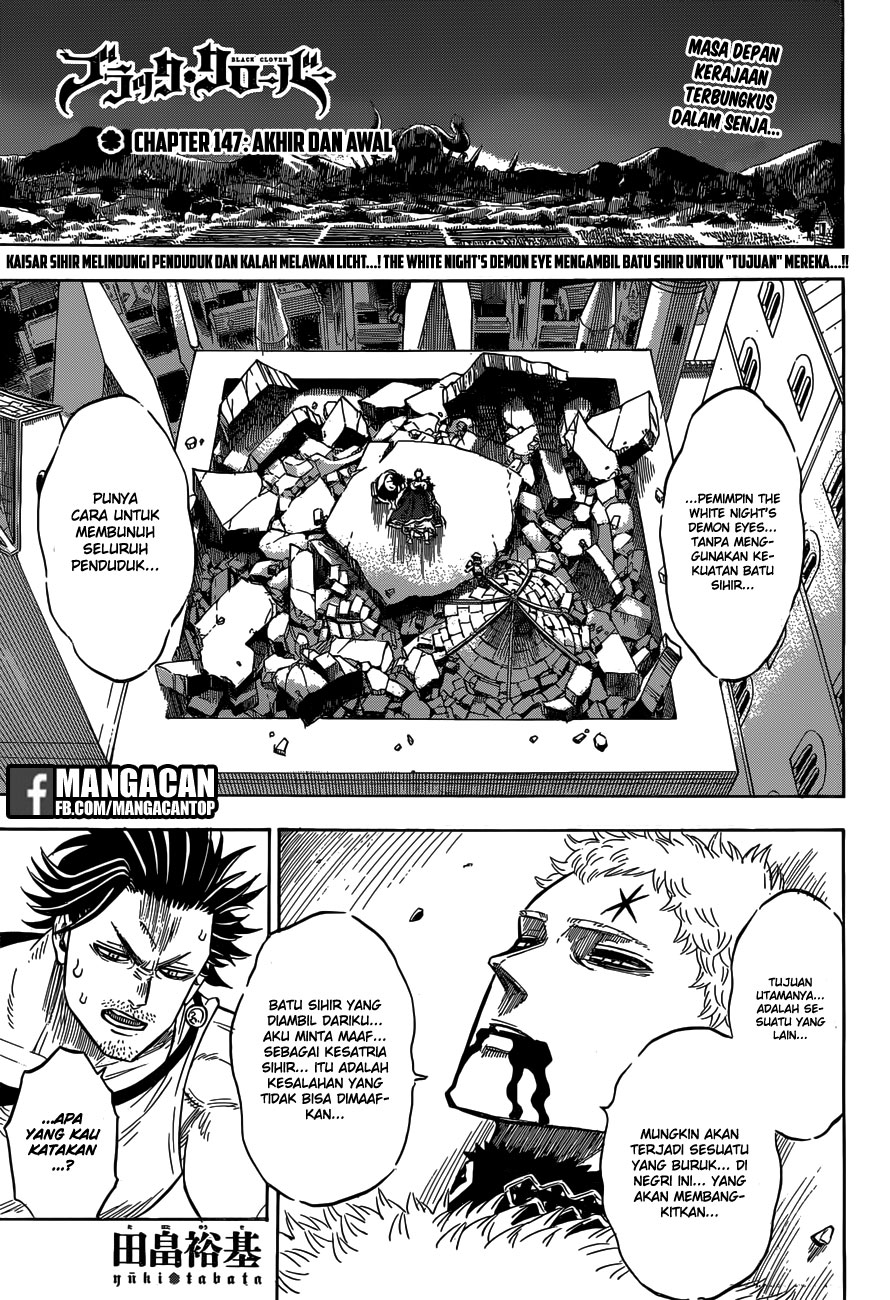 ブラック・クローバー
BLACK CLOVER
CHAPTER 147 : AKHIR DAN AWAL
MASA DEPAN
KERAJAAN
TERBUNGKUS
DALAM SENJA...
KAISAR SIHIR MELINDUNGI PENDUDUK DAN KALAH MELAWAN LICHT...! THE WHITE NIGHT'S DEMON EYE MENGAMBIL BATU SIHIR UNTUK "TUJUAN" MEREKA...!!
...PEMIMPIN THE
WHITE NIGHT'S
DEMON EYES...
TANPA MENG-
GUNAKAN KE-
KUATAN BATU
SIHIR...
PUNYA
CARA UNTUK
MEMBUNUH
SELURUH
PENDUDUK...
MANGACAN
FB.COM/MANGACANTOP
TUJUAN
UTAMANYA...
ADALAH SE-
SUATU YANG
LAIN...
MUNGKIN AKAN
TERJADI SESUATU
YANG BURUK... DI
NEGRI INI... YANG
AKAN MEMBANG-
KITKAN...
BATU SIHIR YANG
DIAMBIL DARIKU...
AKU MINTA MAAF...
SEBAGAI KESATRIA
SIHIR... ITU ADALAH
KESALAHAN YANG
TIDAK BISA DIMAAF-
KAN...
...APA
YANG KAU
KATAKAN
...?
田畠裕基
yūki tabata